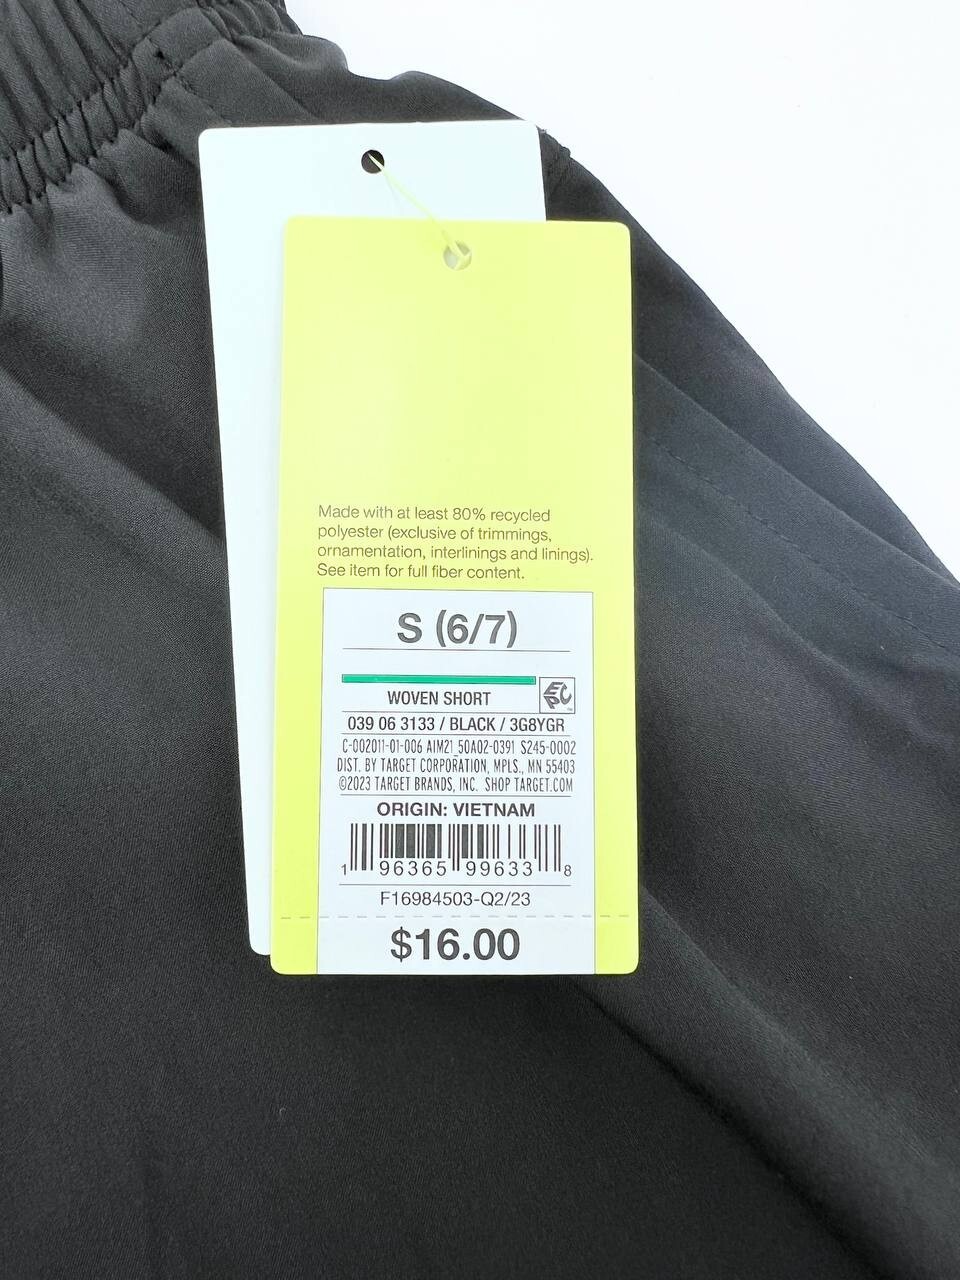 Made with at least 80% recycled
polyester (exclusive of trimmings,
ornamentation, interlinings and linings).
See item for full fiber content.
S (6/7)
EPC
WOVEN SHORT
039 06 3133 / BLACK / 3G8YGR
C-002011-01-006 AIM21_50A02-0391 S245-0002
DIST. BY TARGET CORPORATION, MPLS., MN 55403
©2023 TARGET BRANDS, INC. SHOP TARGET.COM
ORIGIN: VIETNAM
1 96365 99633 8
F16984503-Q2/23
$16.00